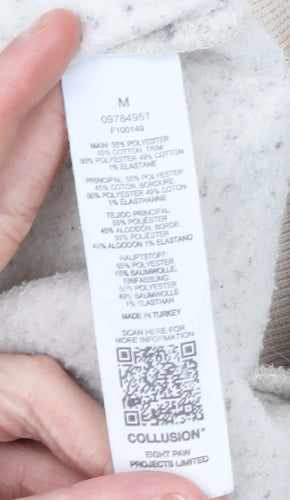 M
09784951
F100149
MAIN: 55% POLYESTER
45% COTTON, TRIM:
50% POLYESTER 49% COTTON
1% ELASTANE
PRINCIPAL: 55% POLYESTER
45% COTON, BORDURE:
50% POLYESTER 49% COTON
1% ÉLASTHANNE
TEJIDO PRINCIPAL:
55% POLIÉSTER
45% ALGODÓN, BORDE:
50% POLIÉSTER
49% ALGODÓN 1% ELASTANO
HAUPTSTOFF
55% POLYESTER
45% BAUMWOLLE,
EINFASSUNG:
50% POLYESTER
49% BAUMWOLLE
1% ELASTHAN
MADE IN TURKEY
SCAN HERE FOR
MORE INFORMATION
COLLUSION
EIGHT PAW
PROJECTS LIMITED